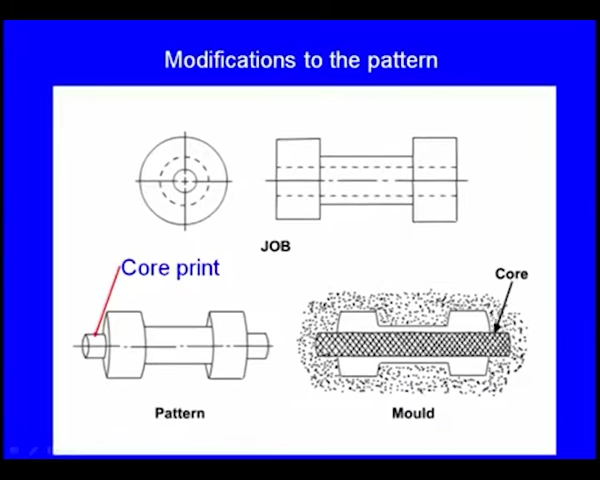 Modifications to the pattern
JOB
Core print
Core
Pattern
Mould